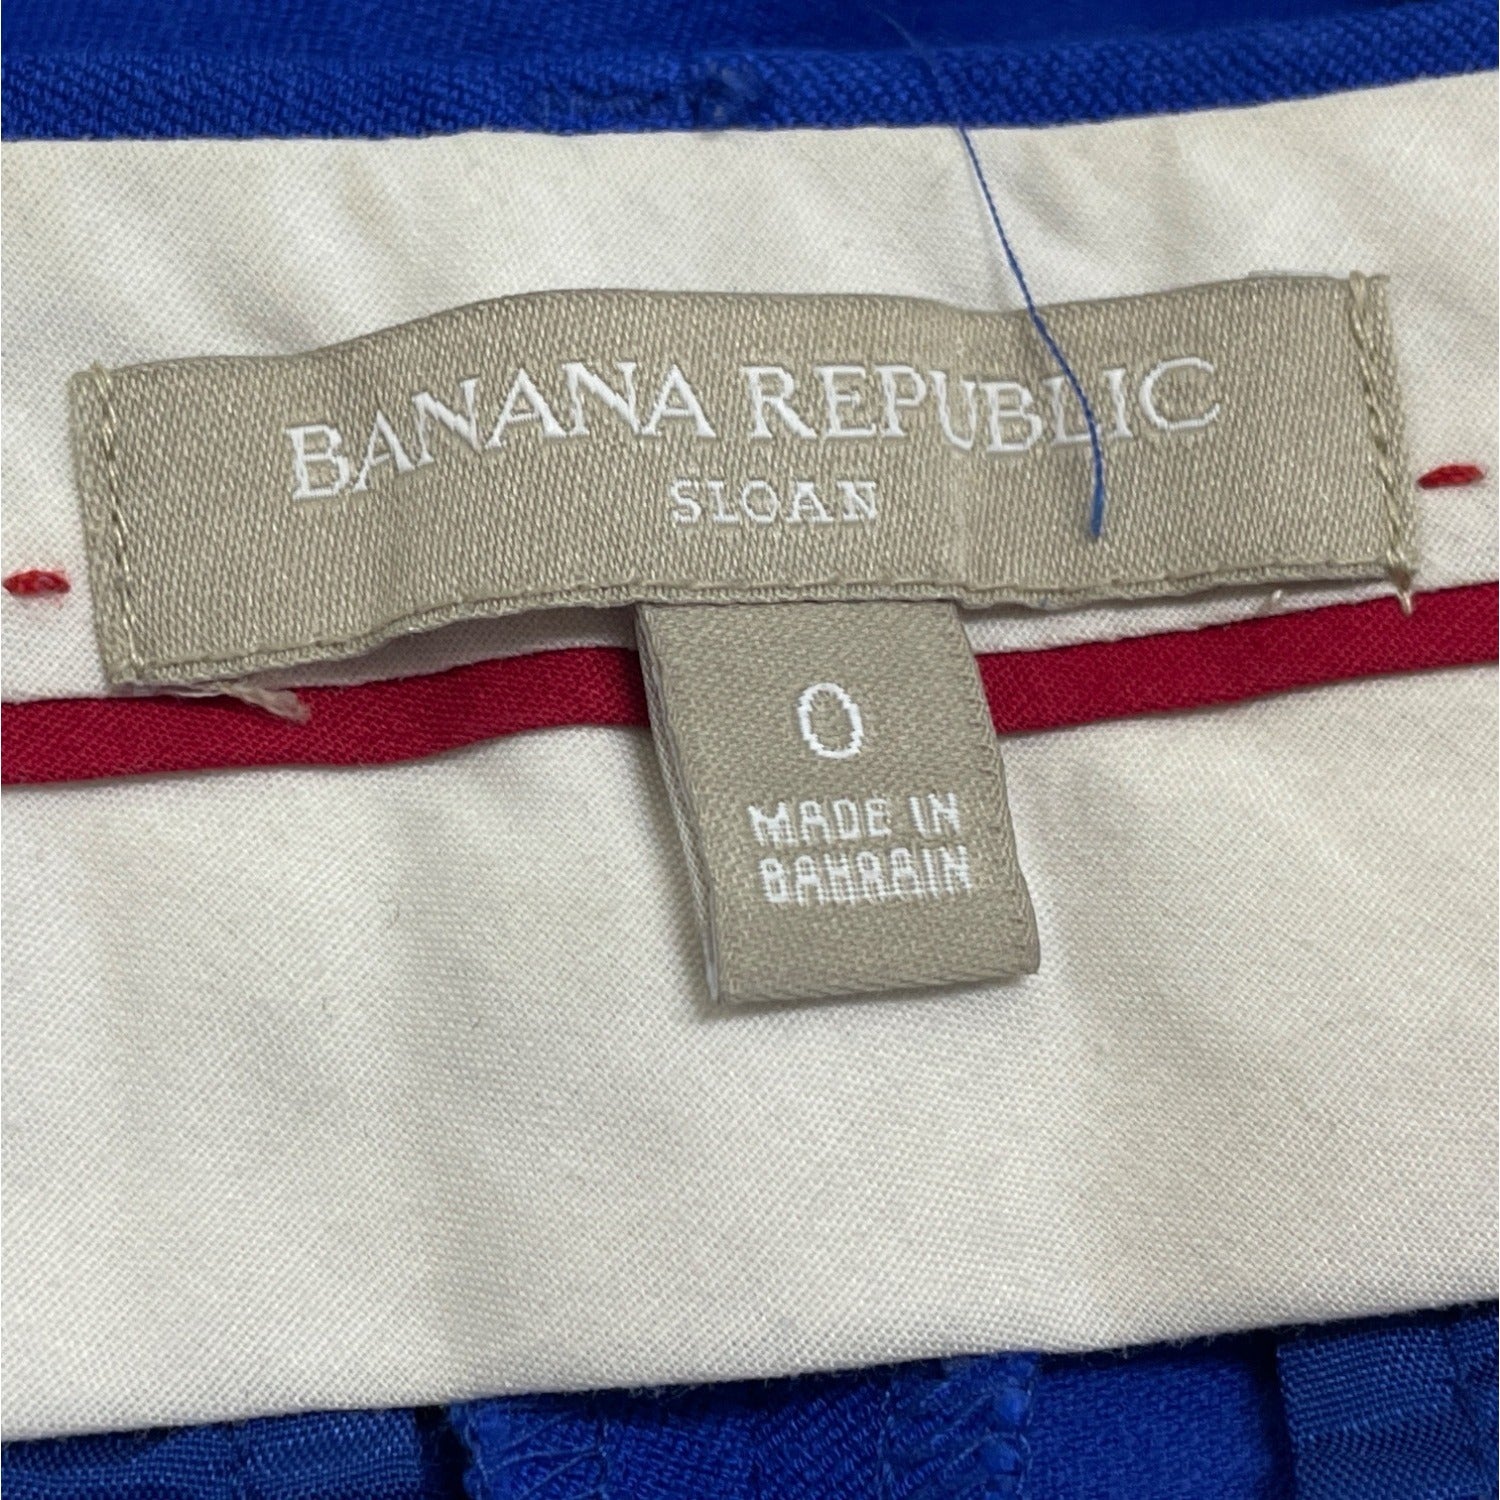 BANANA REPUBLIC
SLOAN
0
MADE IN
BAHRAIN